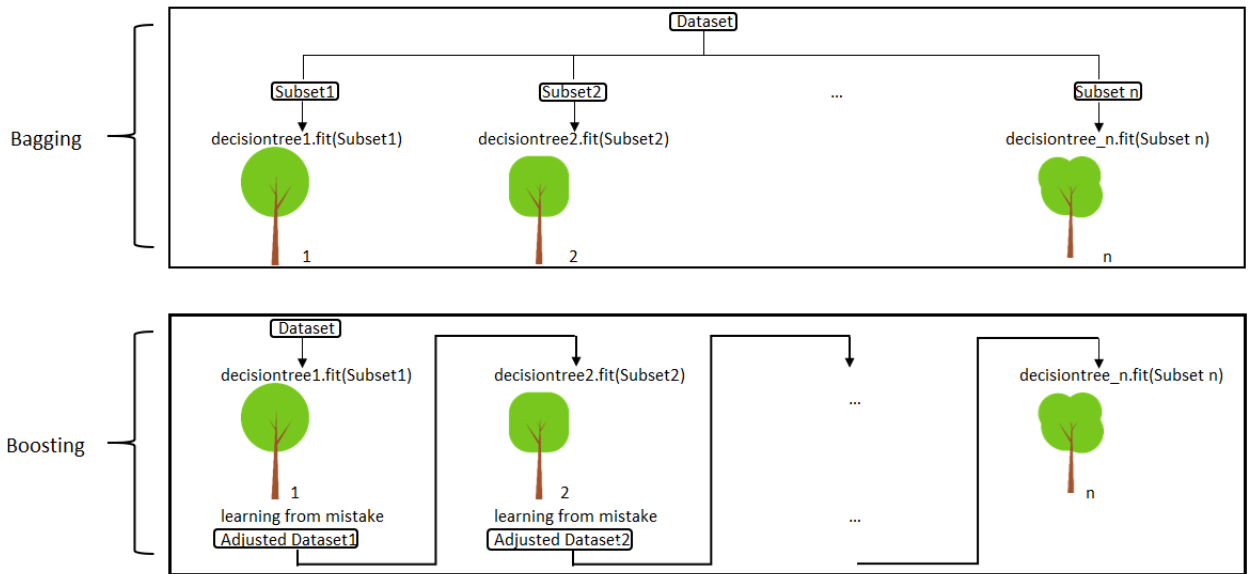 Dataset
Subset1
Subset2
...
Subset n
Bagging
decisiontree1.fit(Subset1)
decisiontree2.fit(Subset2)
decisiontree_n.fit(Subset n)
1
2
n
Dataset
decisiontree1.fit(Subset1)
decisiontree2.fit(Subset2)
decisiontree_n.fit(Subset n)
...
Boosting
1
2
n
learning from mistake
learning from mistake
...
Adjusted Dataset1
Adjusted Dataset2